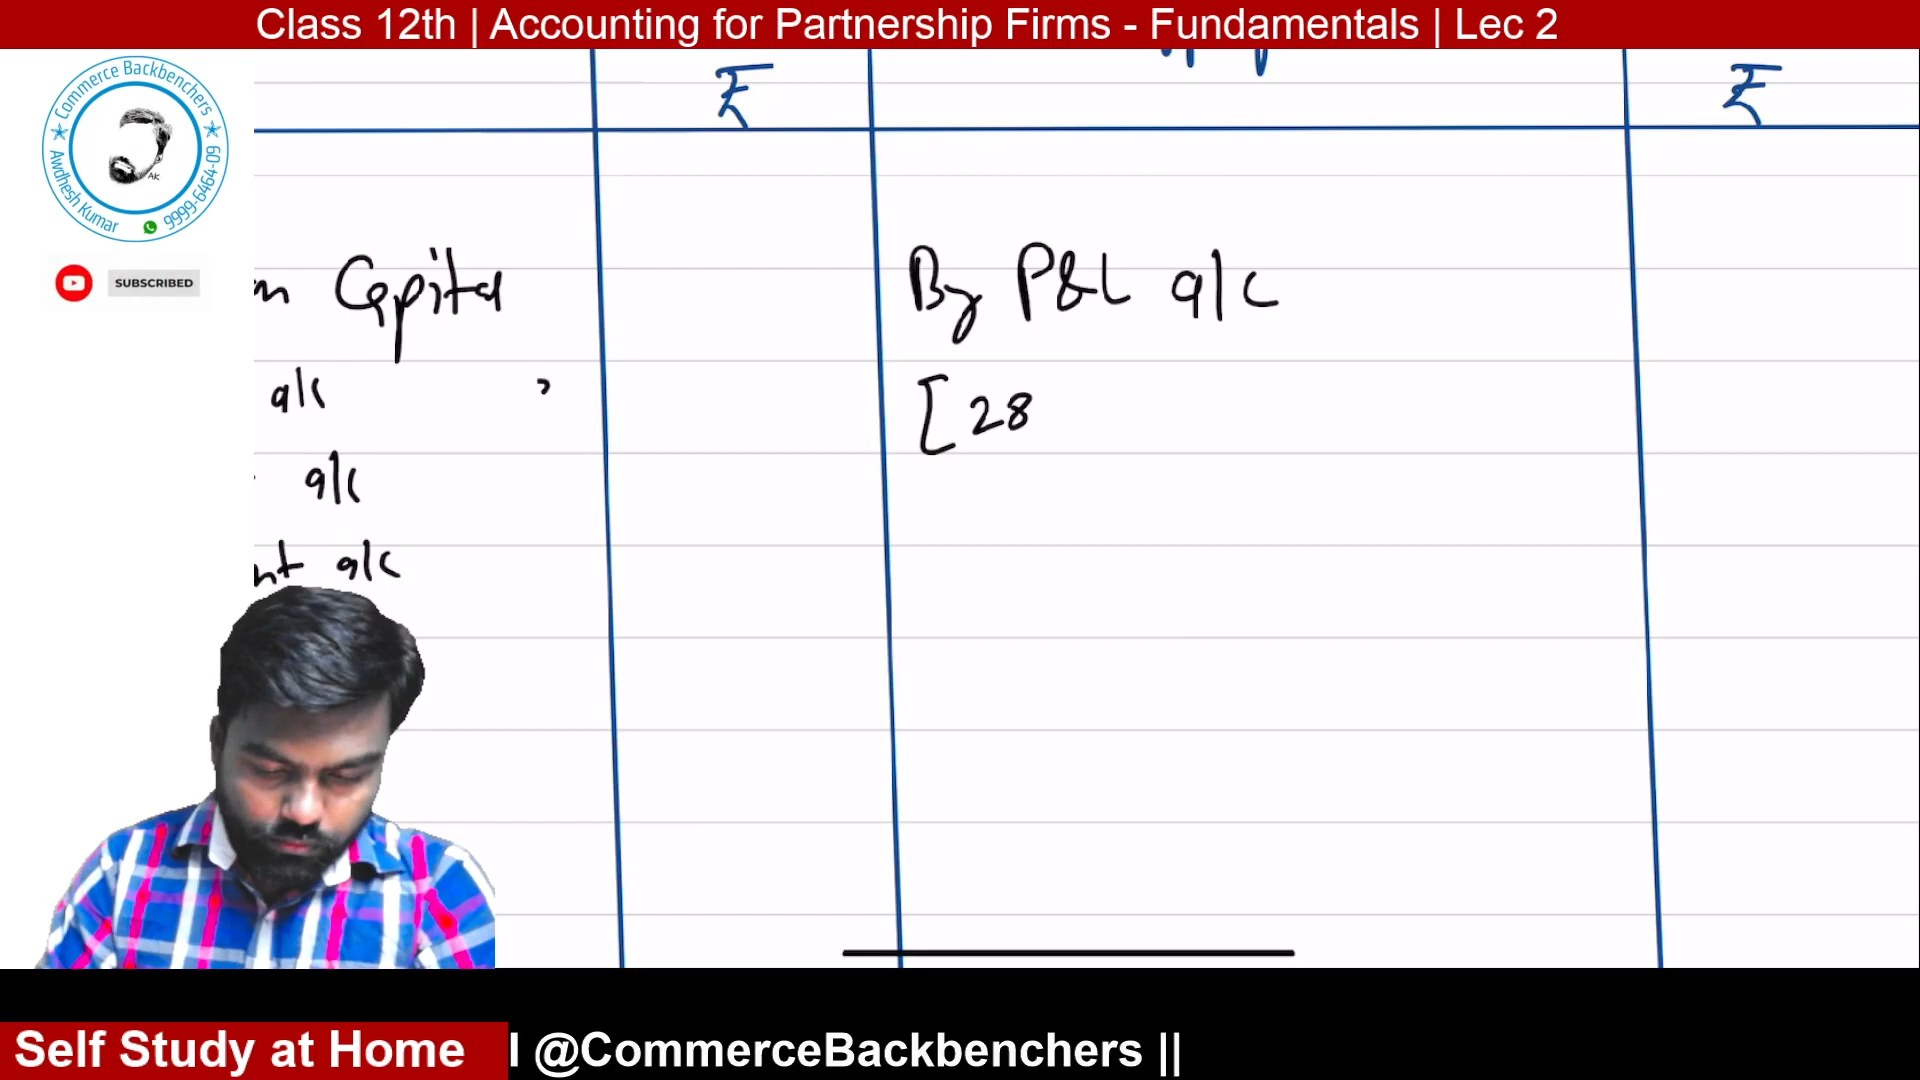 Class 12th | Accounting for Partnership Firms - Fundamentals | Lec 2
★ Commerce Backbenchers ★
Awdhesh Kumar
9999-6464-09
AK
SUBSCRIBED
₹ ₹
Capital
a/c
a/c
a/c
By P&L a/c
[28
Self Study at Home
@CommerceBackbenchers ||